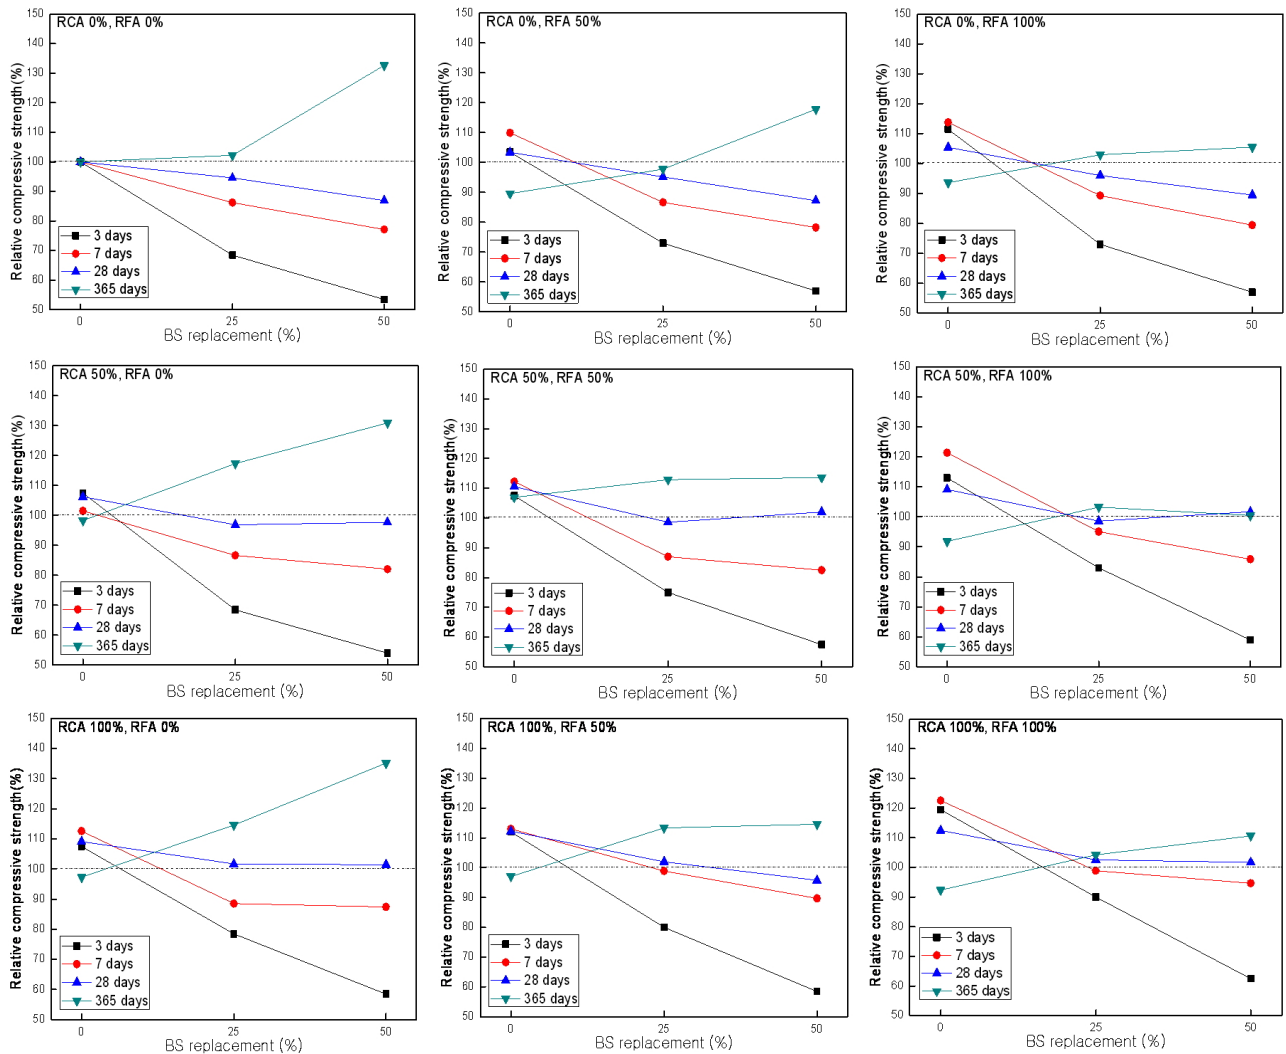 RCA 0%, RFA 0%
Relative compressive strength(%)
150
140
130
120
110
100
90
80
70
60
50
3 days
7 days
28 days
365 days
0
25
50
BS replacement (%)
RCA 0%, RFA 50%
Relative compressive strength(%)
150
140
130
120
110
100
90
80
70
60
50
3 days
7 days
28 days
365 days
0
25
50
BS replacement (%)
RCA 0%, RFA 100%
Relative compressive strength(%)
150
140
130
120
110
100
90
80
70
60
50
3 days
7 days
28 days
365 days
0
25
50
BS replacement (%)
RCA 50%, RFA 0%
Relative compressive strength(%)
150
140
130
120
110
100
90
80
70
60
50
3 days
7 days
28 days
365 days
0
25
50
BS replacement (%)
RCA 50%, RFA 50%
Relative compressive strength(%)
150
140
130
120
110
100
90
80
70
60
50
3 days
7 days
28 days
365 days
0
25
50
BS replacement (%)
RCA 50%, RFA 100%
Relative compressive strength(%)
150
140
130
120
110
100
90
80
70
60
50
3 days
7 days
28 days
365 days
0
25
50
BS replacement (%)
RCA 100%, RFA 0%
Relative compressive strength(%)
150
140
130
120
110
100
90
80
70
60
50
3 days
7 days
28 days
365 days
0
25
50
BS replacement (%)
RCA 100%, RFA 50%
Relative compressive strength(%)
150
140
130
120
110
100
90
80
70
60
50
3 days
7 days
28 days
365 days
0
25
50
BS replacement (%)
RCA 100%, RFA 100%
Relative compressive strength(%)
150
140
130
120
110
100
90
80
70
60
50
3 days
7 days
28 days
365 days
0
25
50
BS replacement (%)